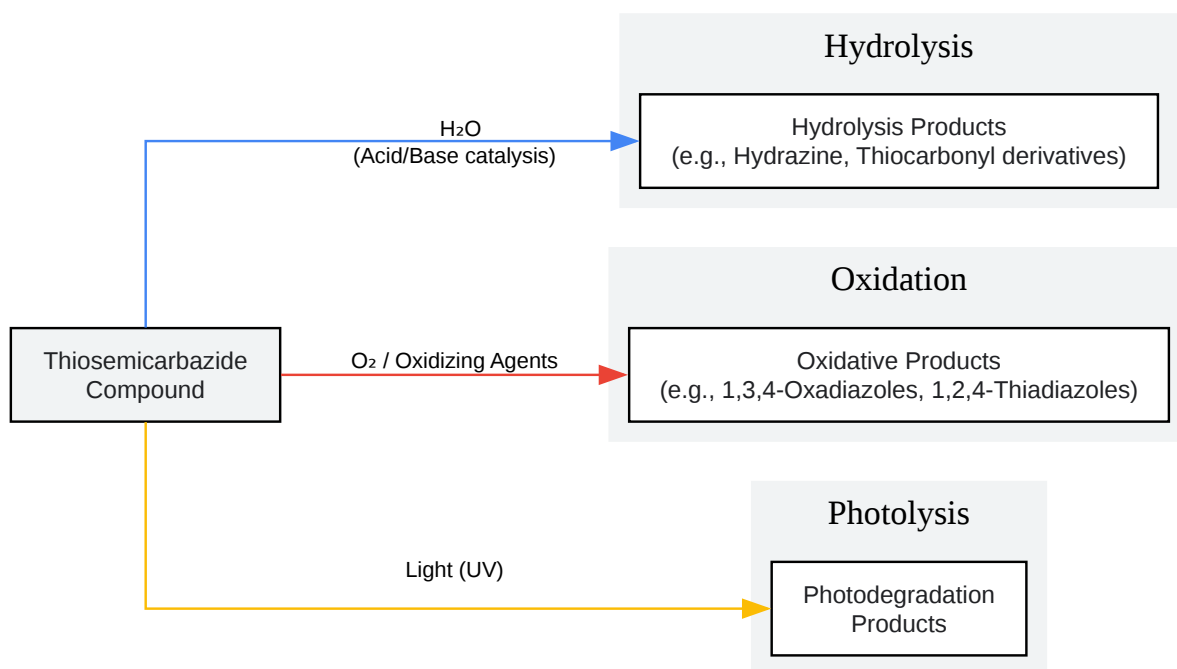 Hydrolysis
H₂O
(Acid/Base catalysis)
Hydrolysis Products
(e.g., Hydrazine, Thiocarbonyl derivatives)
Oxidation
Thiosemicarbazide
Compound
O₂ / Oxidizing Agents
Oxidative Products
(e.g., 1,3,4-Oxadiazoles, 1,2,4-Thiadiazoles)
Photolysis
Light (UV)
Photodegradation
Products